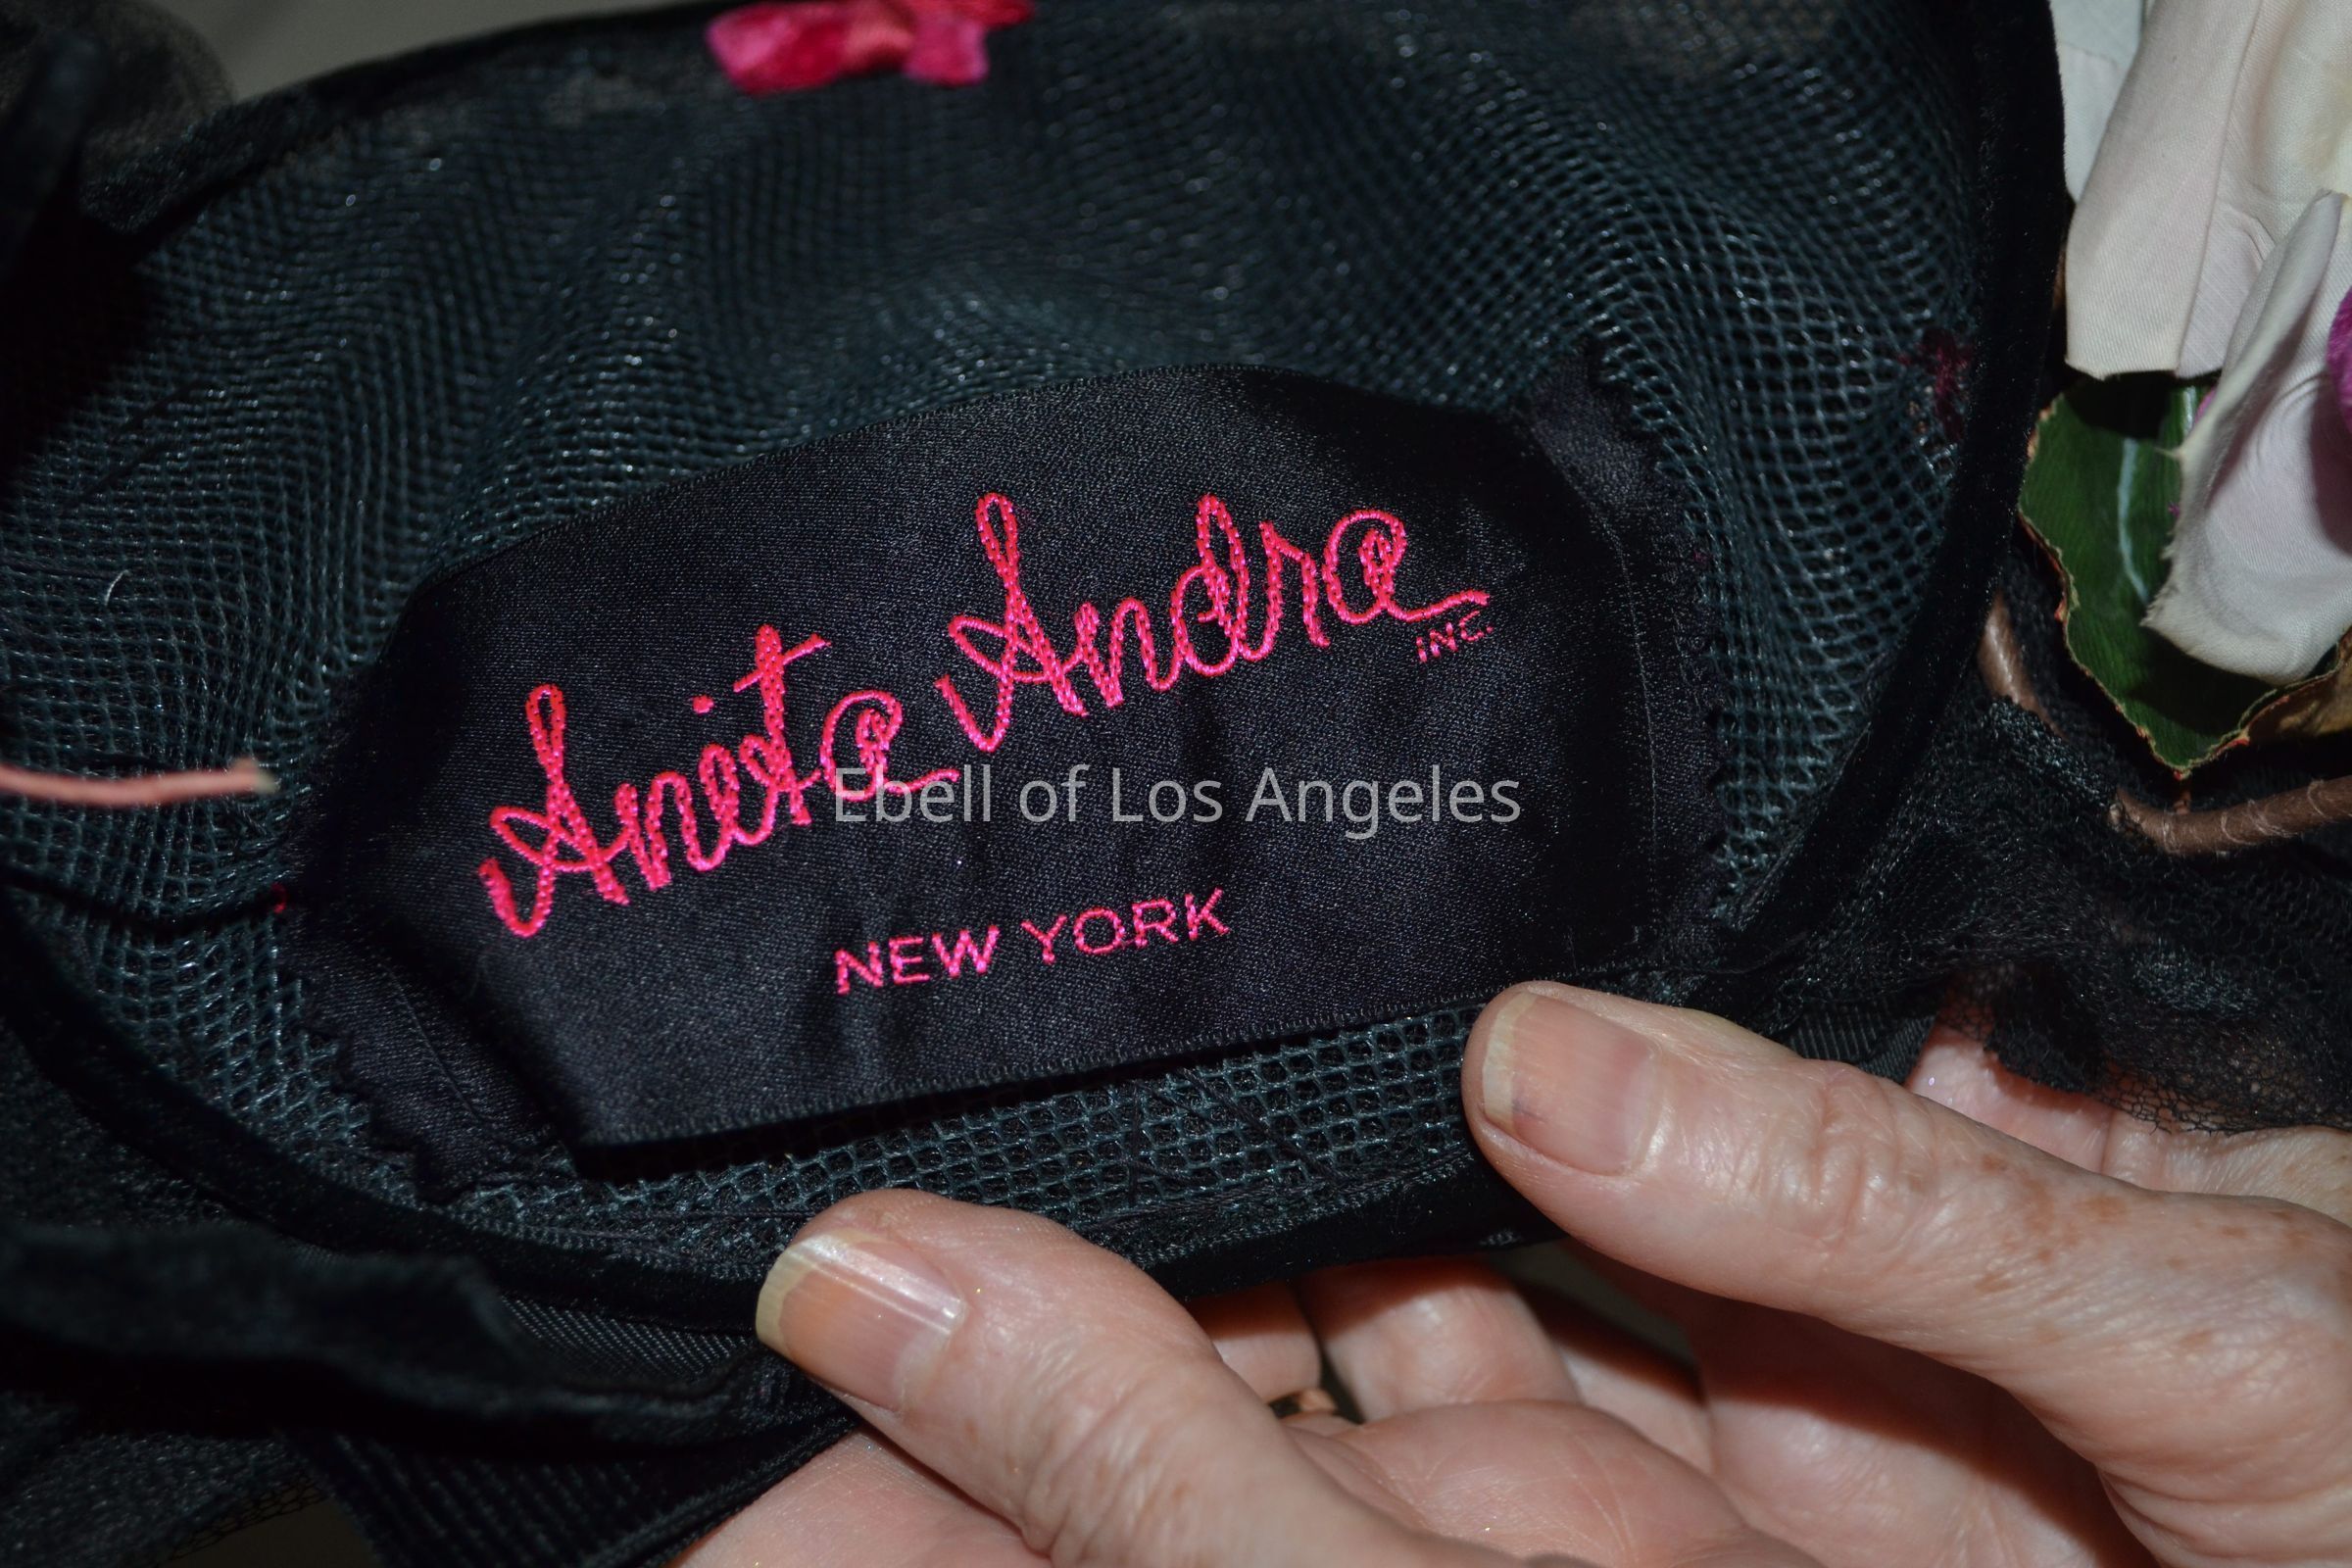 Anita Andra
INC.
Ebell of Los Angeles
NEW YORK